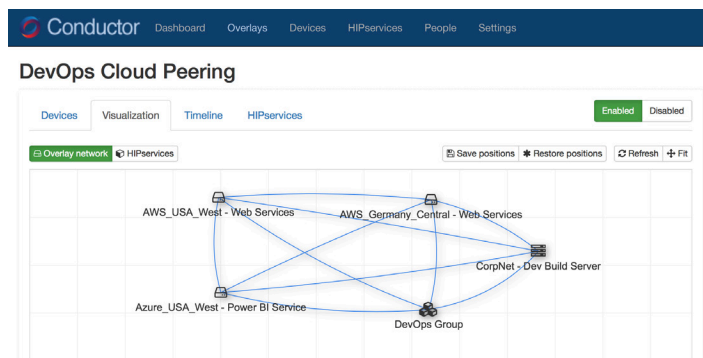 Conductor Dashboard Overlays Devices HIPservices People Settings
DevOps Cloud Peering
Devices Visualization Timeline HIPservices Enabled Disabled
Overlay network HIPservices Save positions Restore positions Refresh Fit
AWS_USA_West - Web Services
AWS_Germany_Central - Web Services
CorpNet - Dev Build Server
Azure_USA_West - Power BI Service
DevOps Group